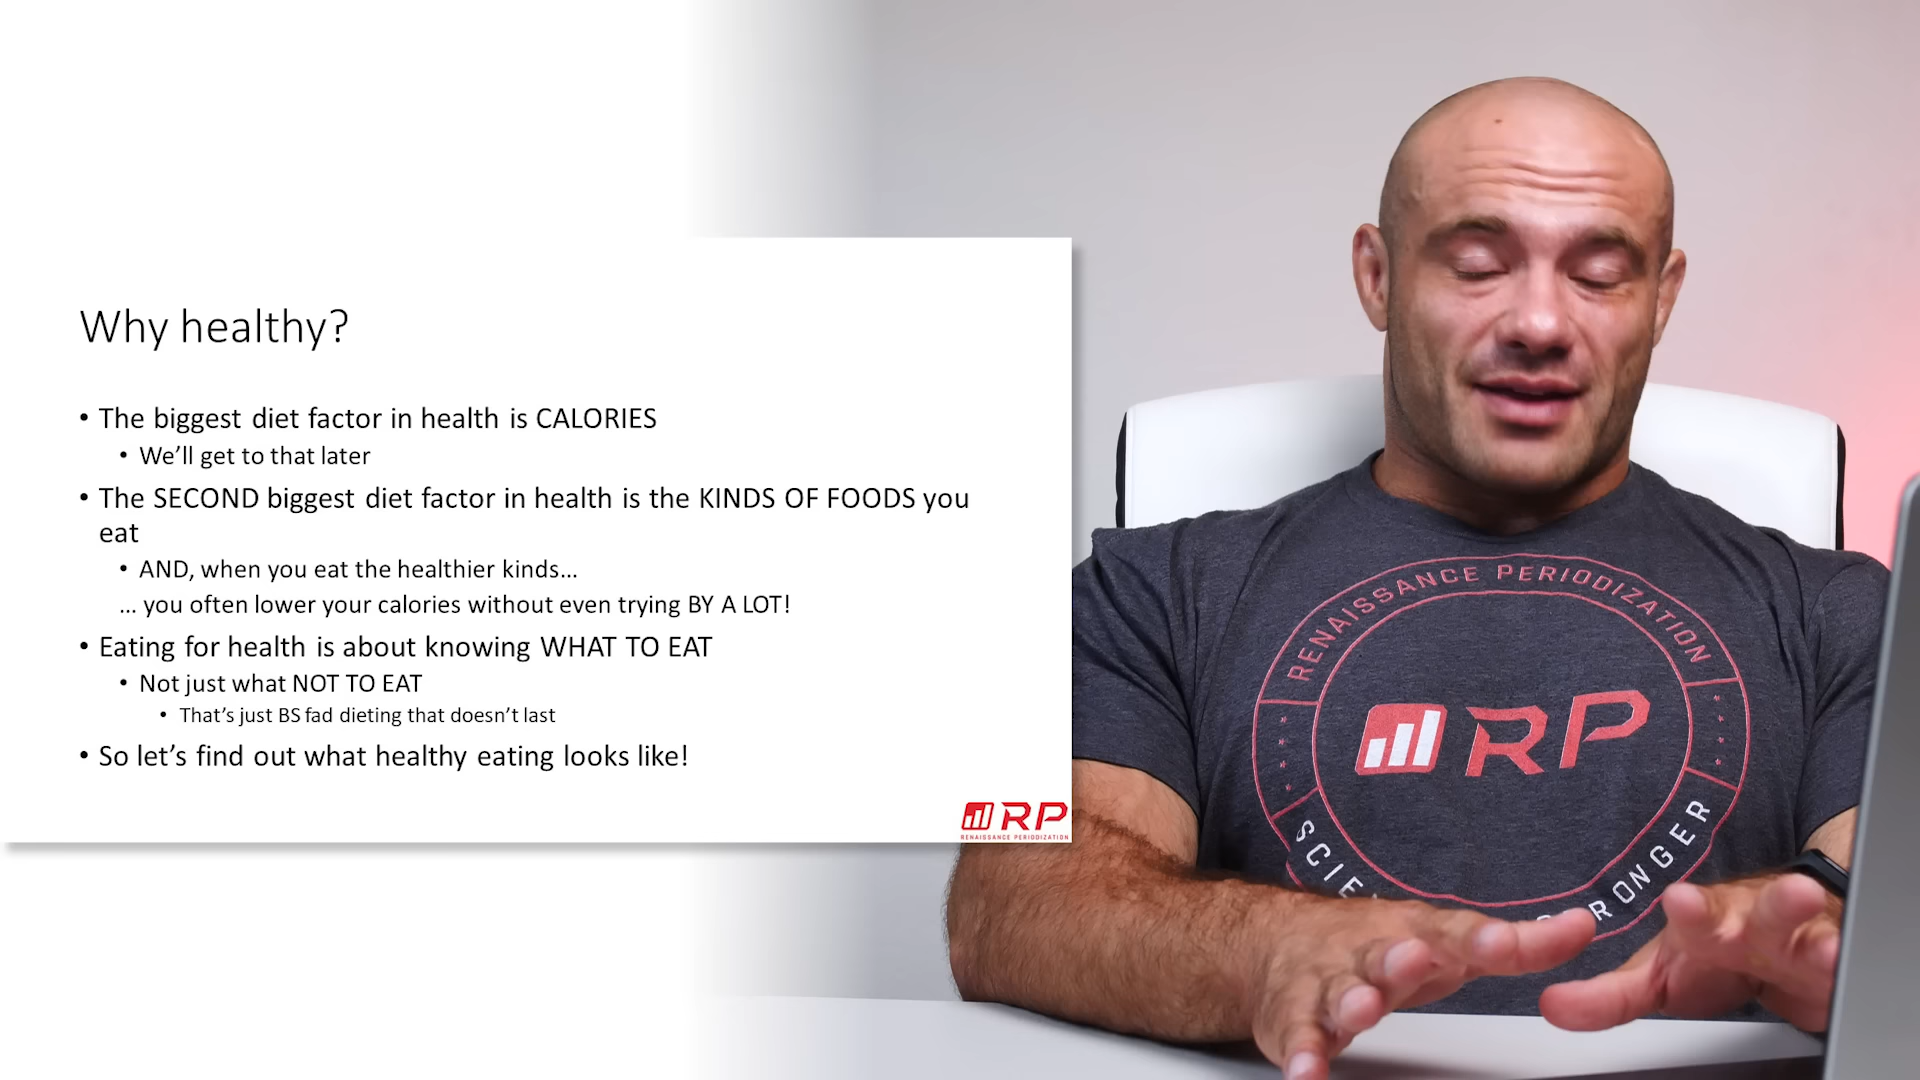 Why healthy?
• The biggest diet factor in health is CALORIES
• We’ll get to that later
• The SECOND biggest diet factor in health is the KINDS OF FOODS you
eat
• AND, when you eat the healthier kinds…
… you often lower your calories without even trying BY A LOT!
• Eating for health is about knowing WHAT TO EAT
• Not just what NOT TO EAT
• That’s just BS fad dieting that doesn’t last
• So let’s find out what healthy eating looks like!
RP
RENAISSANCE PERIODIZATION
RENAISSANCE PERIODIZATION
RP